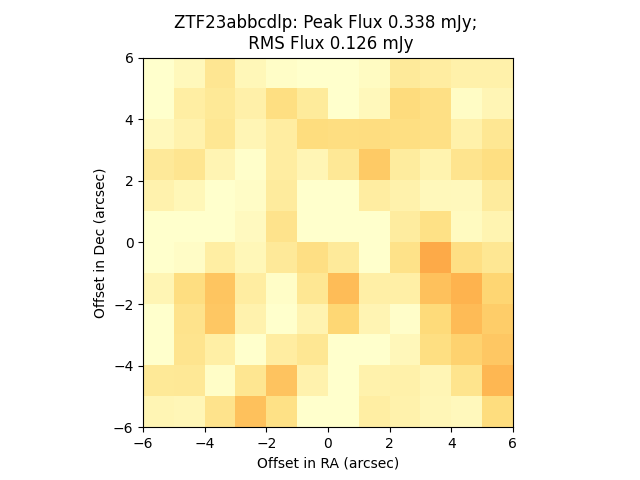 ZTF23abbcdlp: Peak Flux 0.338 mJy;
RMS Flux 0.126 mJy
6
4
2
0
−2
−4
−6
Offset in Dec (arcsec)
−6 −4 −2 0 2 4 6
Offset in RA (arcsec)